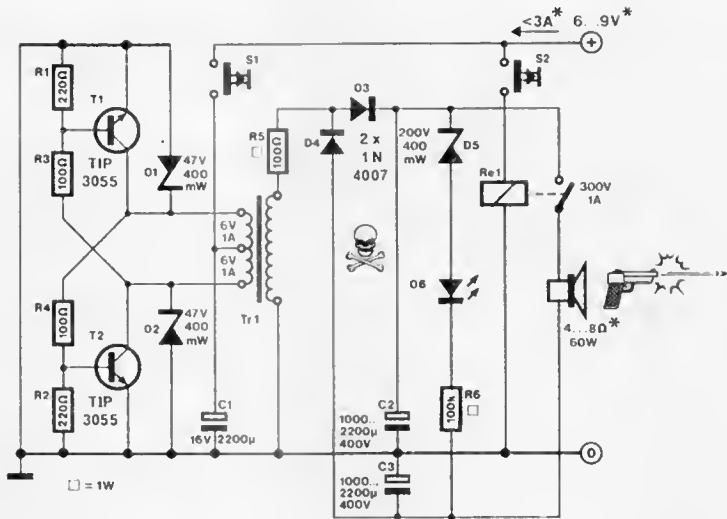 <3A* 6...9V*
+
S1
S2
R1
220Ω
T1
TIP
3055
R3
100Ω
D1
47V
400
mW
R5
100Ω
D4
D3
2 x
1N
4007
200V
400
mW
D5
Re1
300V
1A
6V
1A
6V
1A
Tr1
D6
4...8Ω*
60W
R4
100Ω
T2
TIP
3055
R2
220Ω
D2
47V
400
mW
C1
16V 2200µ
C2
1000...
2200µ
400V
R6
100k
0
C3
1000...
2200µ
400V
= 1W